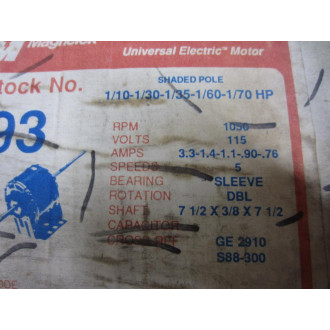 Magnetek
Universal Electric Motor
tock No.
93
SHADED POLE
1/10-1/30-1/35-1/60-1/70 HP
RPM 1050
VOLTS 115
AMPS 3.3-1.4-1.1-.90-.76
SPEEDS 5
BEARING SLEEVE
ROTATION DBL
SHAFT 7 1/2 X 3/8 X 7 1/2
CAPACITOR
CROSS REF GE 2910
S88-300